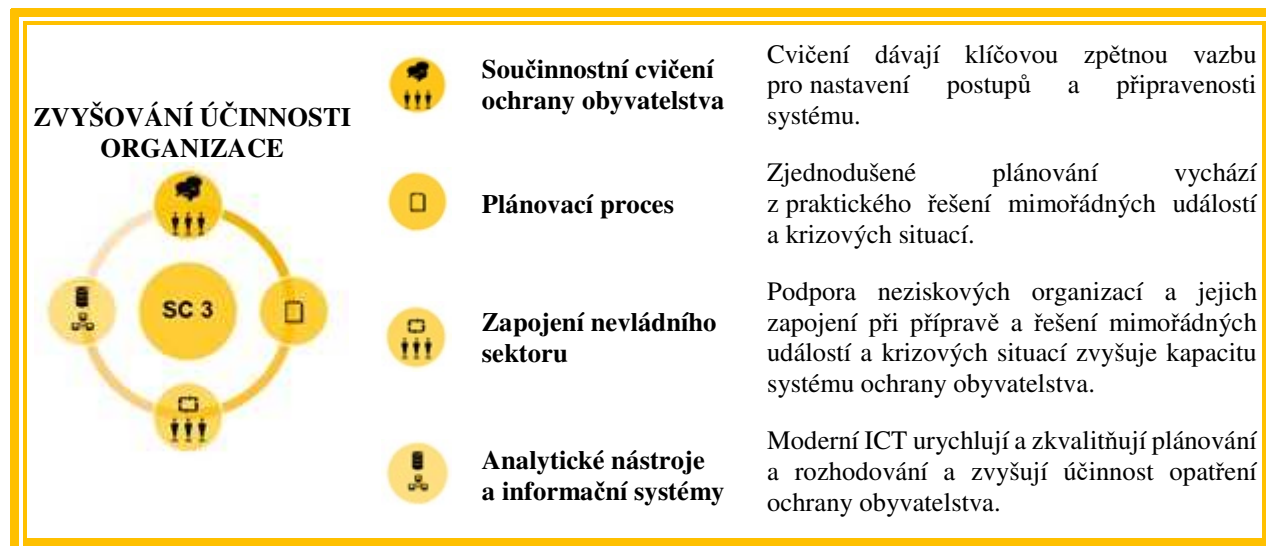 ZVYŠOVÁNÍ ÚČINNOSTI
ORGANIZACE
SC 3
Součinnostní cvičení
ochrany obyvatelstva
Cvičení dávají klíčovou zpětnou vazbu
pro nastavení postupů a připravenosti
systému.
Plánovací proces
Zjednodušené plánování vychází
z praktického řešení mimořádných událostí
a krizových situací.
Zapojení nevládního
sektoru
Podpora neziskových organizací a jejich
zapojení při přípravě a řešení mimořádných
událostí a krizových situací zvyšuje kapacitu
systému ochrany obyvatelstva.
Analytické nástroje
a informační systémy
Moderní ICT urychlují a zkvalitňují plánování
a rozhodování a zvyšují účinnost opatření
ochrany obyvatelstva.